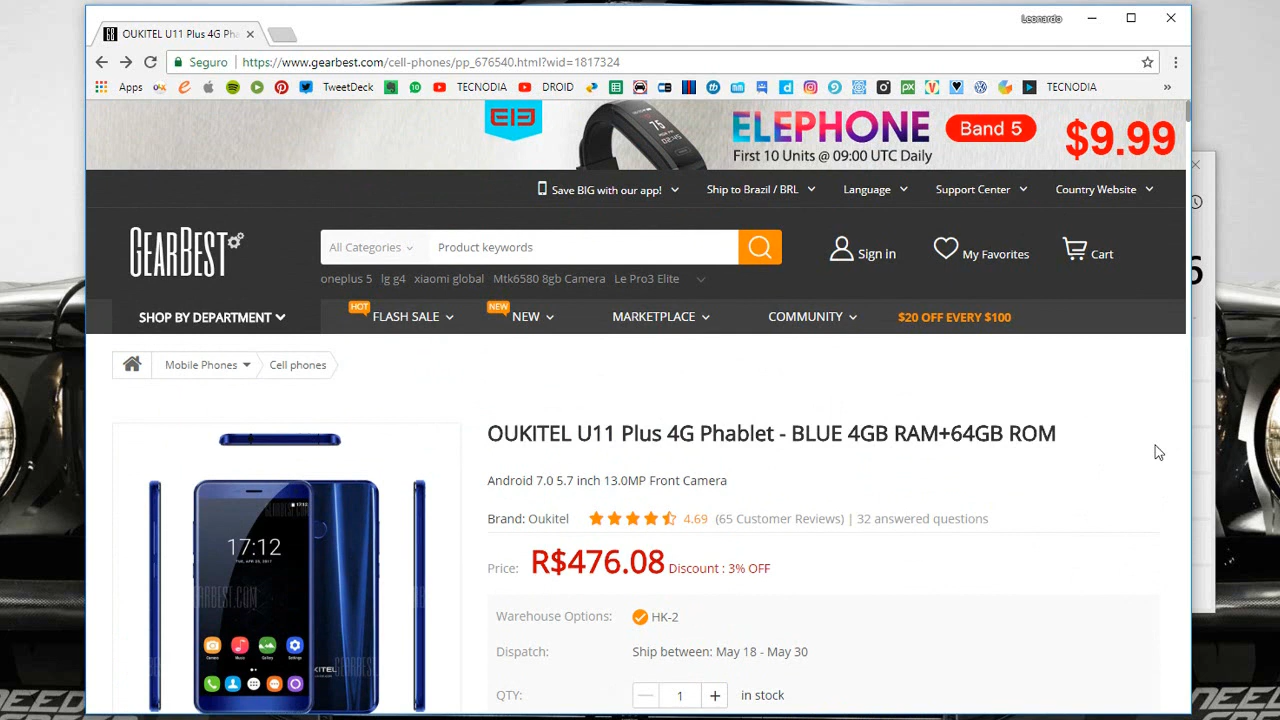 Leonardo
OUKITEL U11 Plus 4G Pha
Seguro https://www.gearbest.com/cell-phones/pp_676540.html?wid=1817324
Apps TweetDeck TECNODIA DROID TECNODIA
ELEPHONE Band 5 $9.99
First 10 Units @ 09:00 UTC Daily
Save BIG with our app! Ship to Brazil / BRL Language Support Center Country Website
GEARBEST
All Categories Product keywords Sign in My Favorites Cart
oneplus 5 lg g4 xiaomi global Mtk6580 8gb Camera Le Pro3 Elite
HOT NEW
SHOP BY DEPARTMENT FLASH SALE NEW MARKETPLACE COMMUNITY $20 OFF EVERY $100
Mobile Phones Cell phones
OUKITEL U11 Plus 4G Phablet - BLUE 4GB RAM+64GB ROM
Android 7.0 5.7 inch 13.0MP Front Camera
Brand: Oukitel 4.69 (65 Customer Reviews) | 32 answered questions
Price: R$476.08 Discount : 3% OFF
Warehouse Options: HK-2
Dispatch: Ship between: May 18 - May 30
QTY: 1 in stock
17:12
GEARBEST.COM
Camera Music Gallery Settings